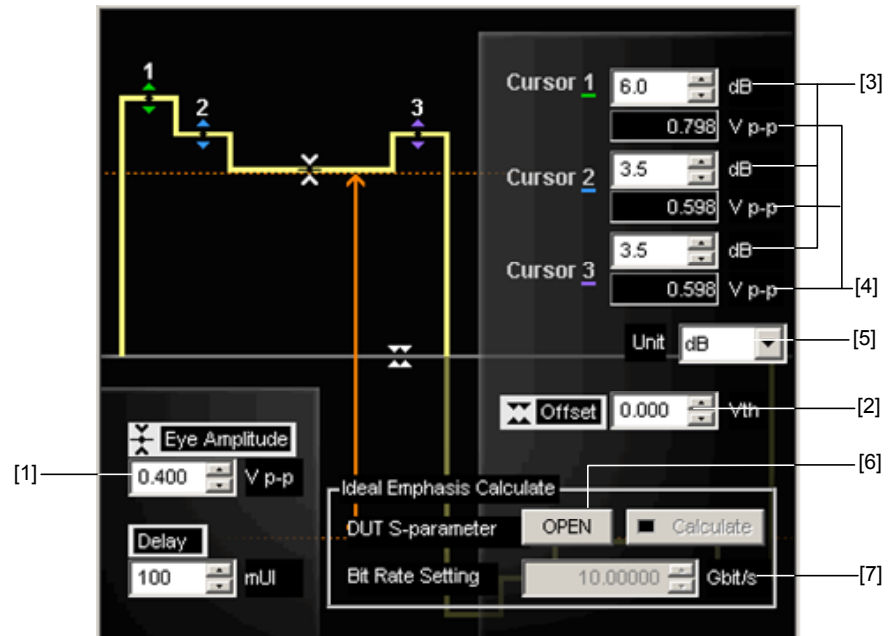 1
2
3
Cursor 1 6.0 dB [3]
0.798 V p-p
Cursor 2 3.5 dB
0.598 V p-p
Cursor 3 3.5 dB
0.598 V p-p [4]
Unit dB [5]
Offset 0.000 Vth [2]
Eye Amplitude
[1] 0.400 V p-p
Delay
100 mUI
[6]
Ideal Emphasis Calculate
DUT S-parameter OPEN Calculate
Bit Rate Setting 10.00000 Gbit/s [7]